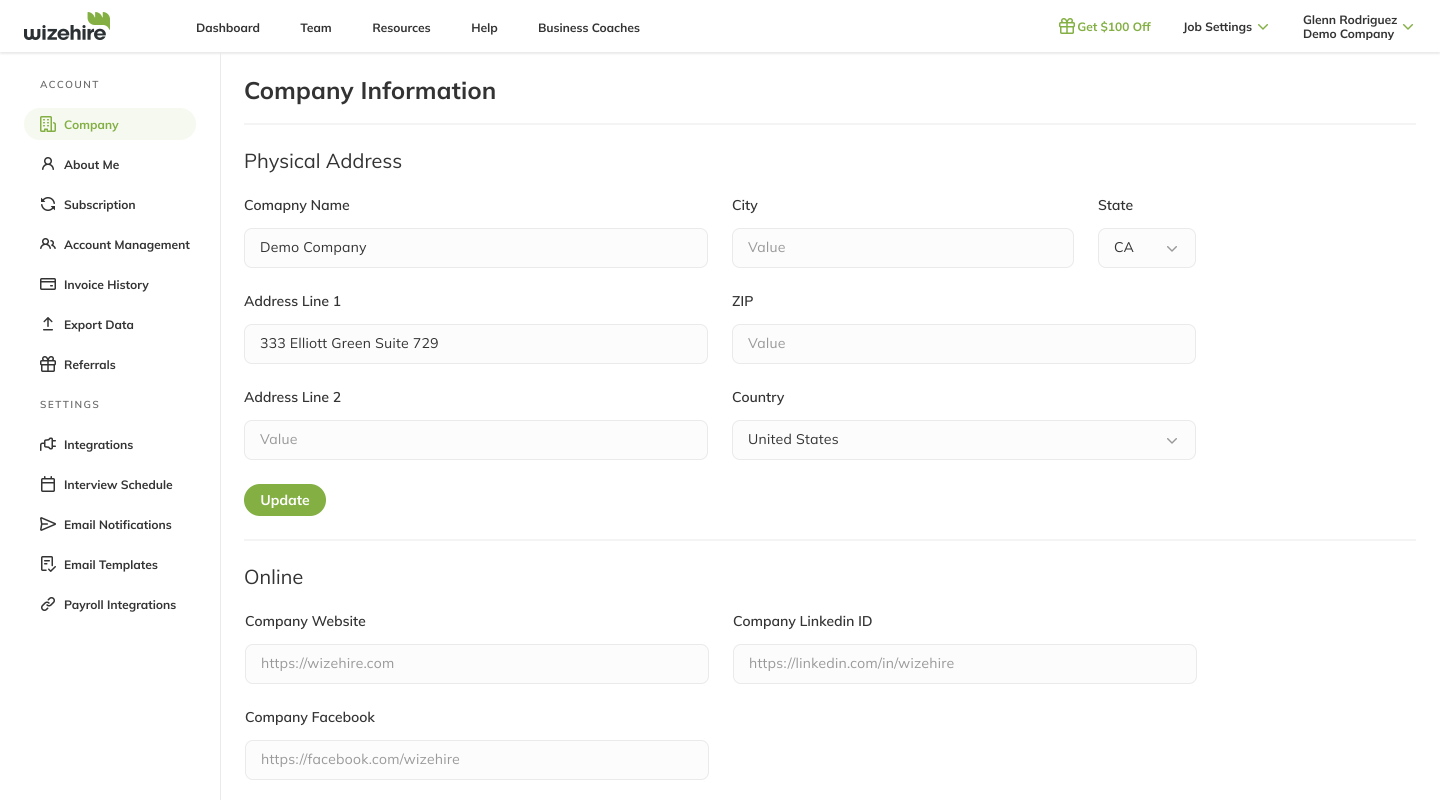 wizehire
Dashboard
Team
Resources
Help
Business Coaches
Get $100 Off
Job Settings
Glenn Rodriguez
Demo Company
ACCOUNT
Company
About Me
Subscription
Account Management
Invoice History
Export Data
Referrals
SETTINGS
Integrations
Interview Schedule
Email Notifications
Email Templates
Payroll Integrations
Company Information
Physical Address
Comapny Name
City
State
Demo Company
Value
CA
Address Line 1
ZIP
333 Elliott Green Suite 729
Value
Address Line 2
Country
Value
United States
Update
Online
Company Website
Company Linkedin ID
https://wizehire.com
https://linkedin.com/in/wizehire
Company Facebook
https://facebook.com/wizehire